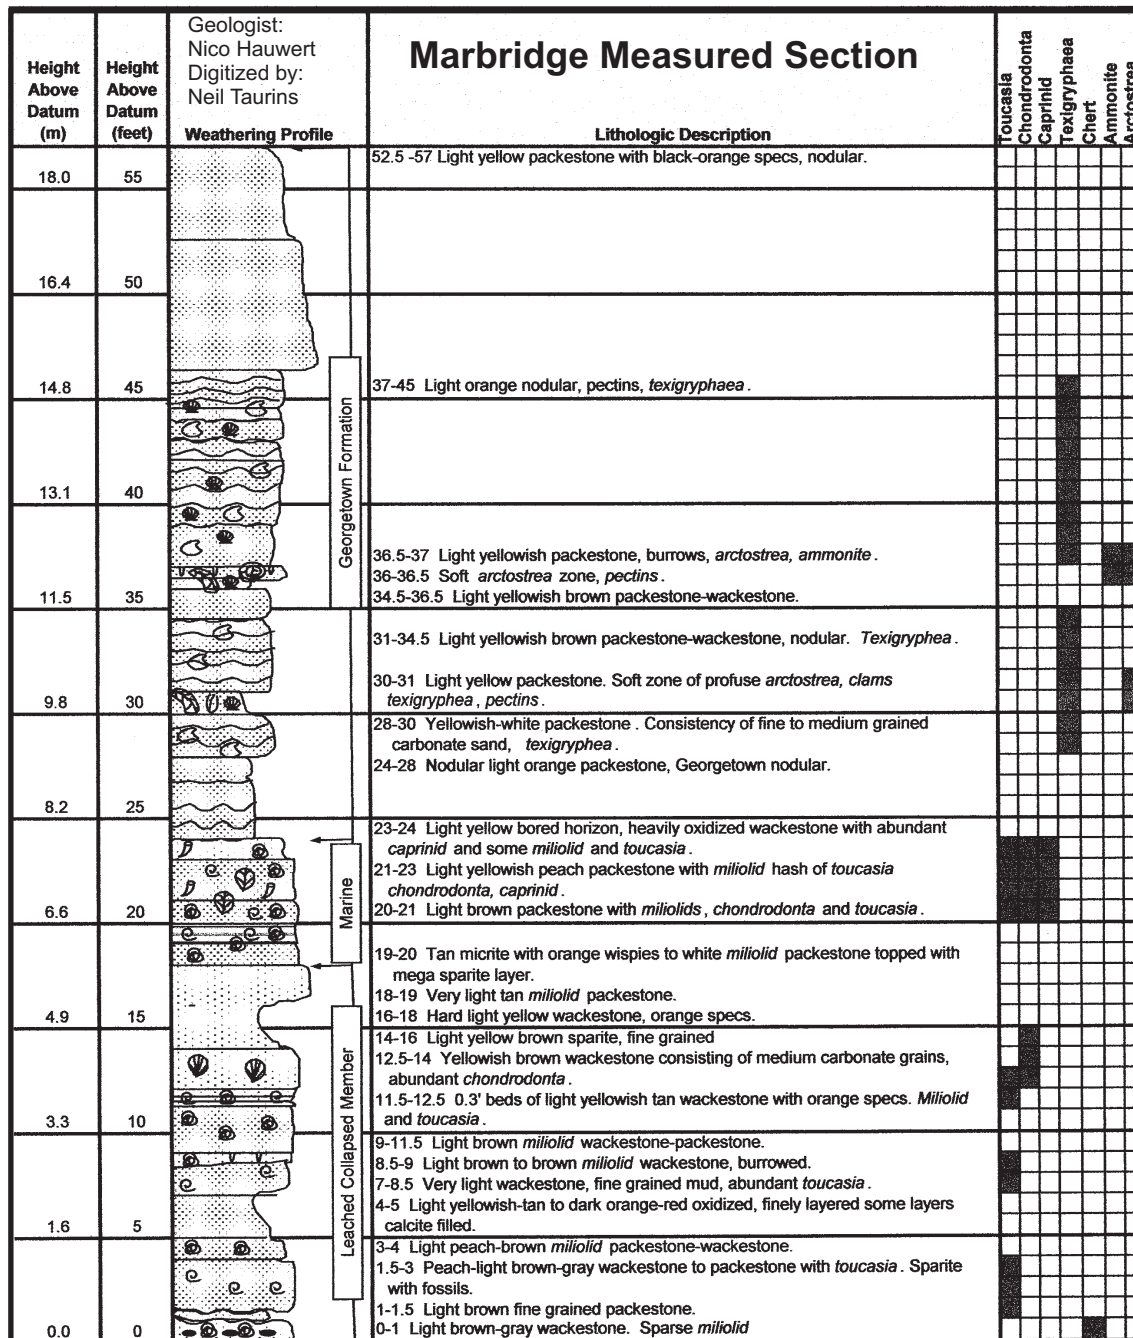 Geologist:
Nico Hauwert
Digitized by:
Neil Taurins
Marbridge Measured Section
Height
Above
Datum
(m)
Height
Above
Datum
(feet)
Weathering Profile
Lithologic Description
Toucasia
Chondrodonta
Caprinid
Texigryphaea
Chert
Ammonite
Arctostrea
52.5 -57 Light yellow packestone with black-orange specs, nodular.
18.0 55
16.4 50
14.8 45
37-45 Light orange nodular, pectins, texigryphaea.
Georgetown Formation
13.1 40
36.5-37 Light yellowish packestone, burrows, arctostrea, ammonite.
36-36.5 Soft arctostrea zone, pectins.
34.5-36.5 Light yellowish brown packestone-wackestone.
11.5 35
31-34.5 Light yellowish brown packestone-wackestone, nodular. Texigryphea.
30-31 Light yellow packestone. Soft zone of profuse arctostrea, clams
texigryphea, pectins.
9.8 30
28-30 Yellowish-white packestone. Consistency of fine to medium grained
carbonate sand, texigryphea.
24-28 Nodular light orange packestone, Georgetown nodular.
8.2 25
23-24 Light yellow bored horizon, heavily oxidized wackestone with abundant
caprinid and some miliolid and toucasia.
21-23 Light yellowish peach packestone with miliolid hash of toucasia
chondrodonta, caprinid.
20-21 Light brown packestone with miliolids, chondrodonta and toucasia.
6.6 20
Marine
19-20 Tan micrite with orange wispies to white miliolid packestone topped with
mega sparite layer.
18-19 Very light tan miliolid packestone.
16-18 Hard light yellow wackestone, orange specs.
4.9 15
14-16 Light yellow brown sparite, fine grained
12.5-14 Yellowish brown wackestone consisting of medium carbonate grains,
abundant chondrodonta.
11.5-12.5 0.3' beds of light yellowish tan wackestone with orange specs. Miliolid
and toucasia.
3.3 10
Leached Collapsed Member
9-11.5 Light brown miliolid wackestone-packestone.
8.5-9 Light brown to brown miliolid wackestone, burrowed.
7-8.5 Very light wackestone, fine grained mud, abundant toucasia.
4-5 Light yellowish-tan to dark orange-red oxidized, finely layered some layers
calcite filled.
1.6 5
3-4 Light peach-brown miliolid packestone-wackestone.
1.5-3 Peach-light brown-gray wackestone to packestone with toucasia. Sparite
with fossils.
1-1.5 Light brown fine grained packestone.
0-1 Light brown-gray wackestone. Sparse miliolid
0.0 0